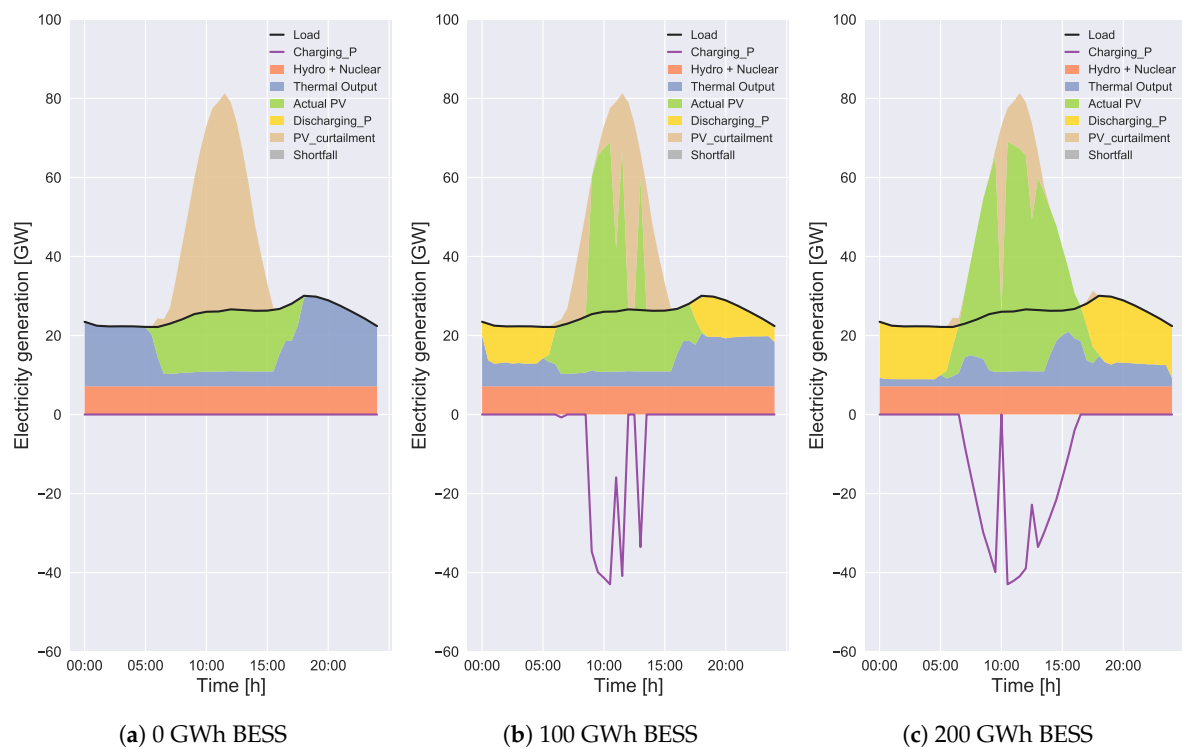 100
80
60
40
20
0
−20
−40
−60
Electricity generation [GW]
00:00 05:00 10:00 15:00 20:00
Time [h]
Load
Charging_P
Hydro + Nuclear
Thermal Output
Actual PV
Discharging_P
PV_curtailment
Shortfall
(a) 0 GWh BESS
100
80
60
40
20
0
−20
−40
−60
Electricity generation [GW]
00:00 05:00 10:00 15:00 20:00
Time [h]
Load
Charging_P
Hydro + Nuclear
Thermal Output
Actual PV
Discharging_P
PV_curtailment
Shortfall
(b) 100 GWh BESS
100
80
60
40
20
0
−20
−40
−60
Electricity generation [GW]
00:00 05:00 10:00 15:00 20:00
Time [h]
Load
Charging_P
Hydro + Nuclear
Thermal Output
Actual PV
Discharging_P
PV_curtailment
Shortfall
(c) 200 GWh BESS